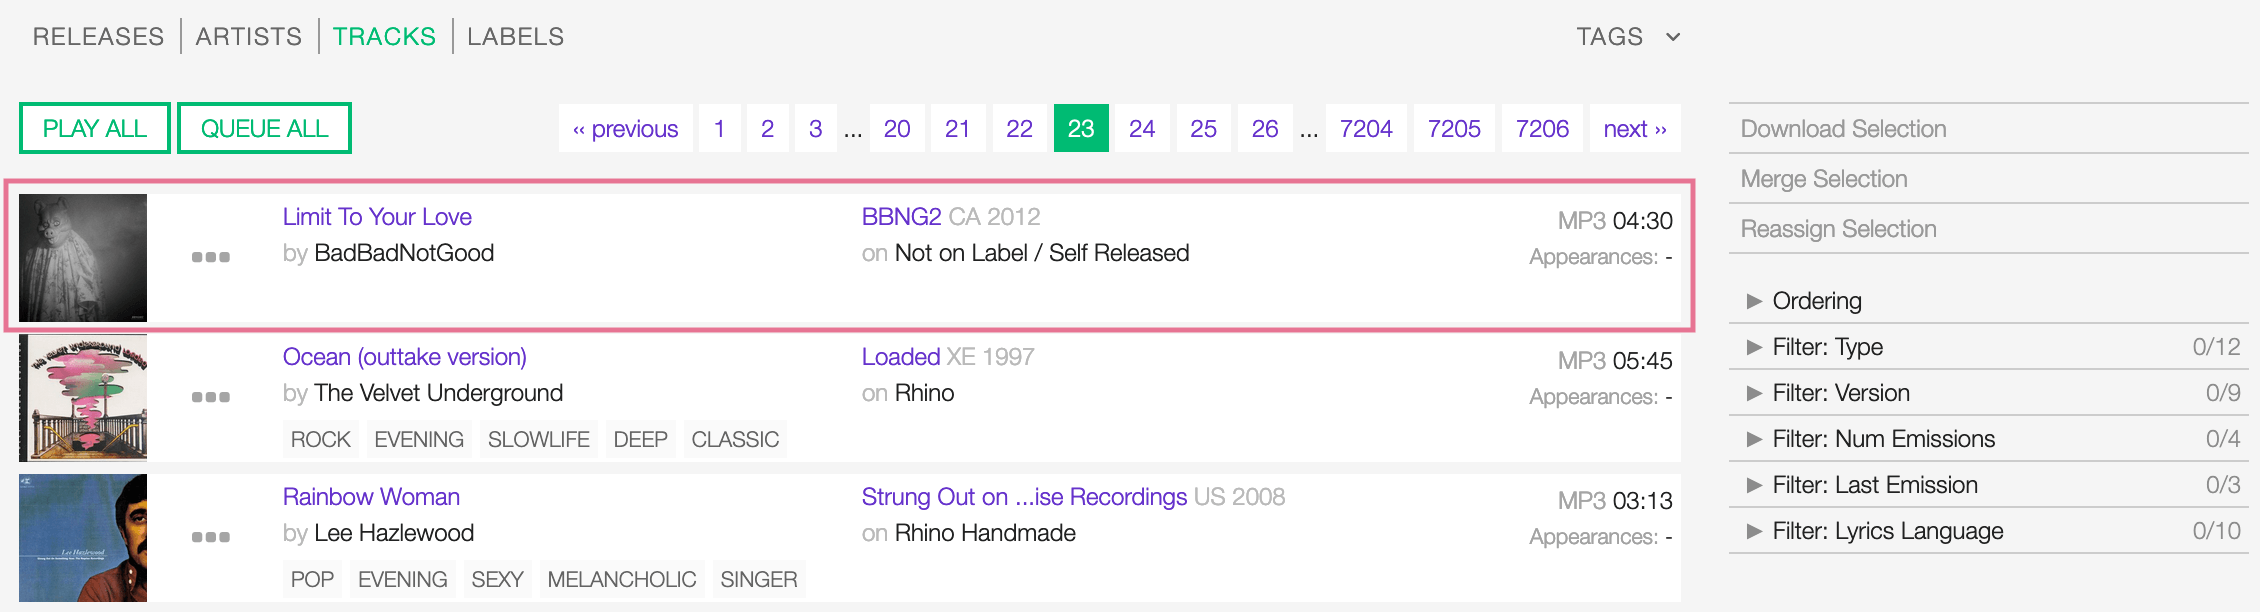 RELEASES | ARTISTS | TRACKS | LABELS
TAGS
PLAY ALL
QUEUE ALL
‹‹ previous 1 2 3 ... 20 21 22 23 24 25 26 ... 7204 7205 7206 next ››
Limit To Your Love
by BadBadNotGood
BBNG2 CA 2012
on Not on Label / Self Released
MP3 04:30
Appearances: -
Ocean (outtake version)
by The Velvet Underground
ROCK EVENING SLOWLIFE DEEP CLASSIC
Loaded XE 1997
on Rhino
MP3 05:45
Appearances: -
Lee Hazlewood
Rainbow Woman
by Lee Hazlewood
POP EVENING SEXY MELANCHOLIC SINGER
Strung Out on ...ise Recordings US 2008
on Rhino Handmade
MP3 03:13
Appearances: -
Download Selection
Merge Selection
Reassign Selection
Ordering
Filter: Type 0/12
Filter: Version 0/9
Filter: Num Emissions 0/4
Filter: Last Emission 0/3
Filter: Lyrics Language 0/10